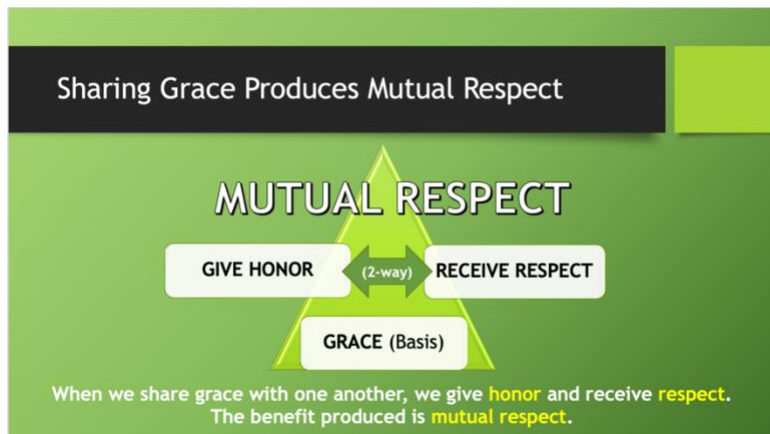 Sharing Grace Produces Mutual Respect
MUTUAL RESPECT
GIVE HONOR (2-way) RECEIVE RESPECT
GRACE (Basis)
When we share grace with one another, we give honor and receive respect.
The benefit produced is mutual respect.